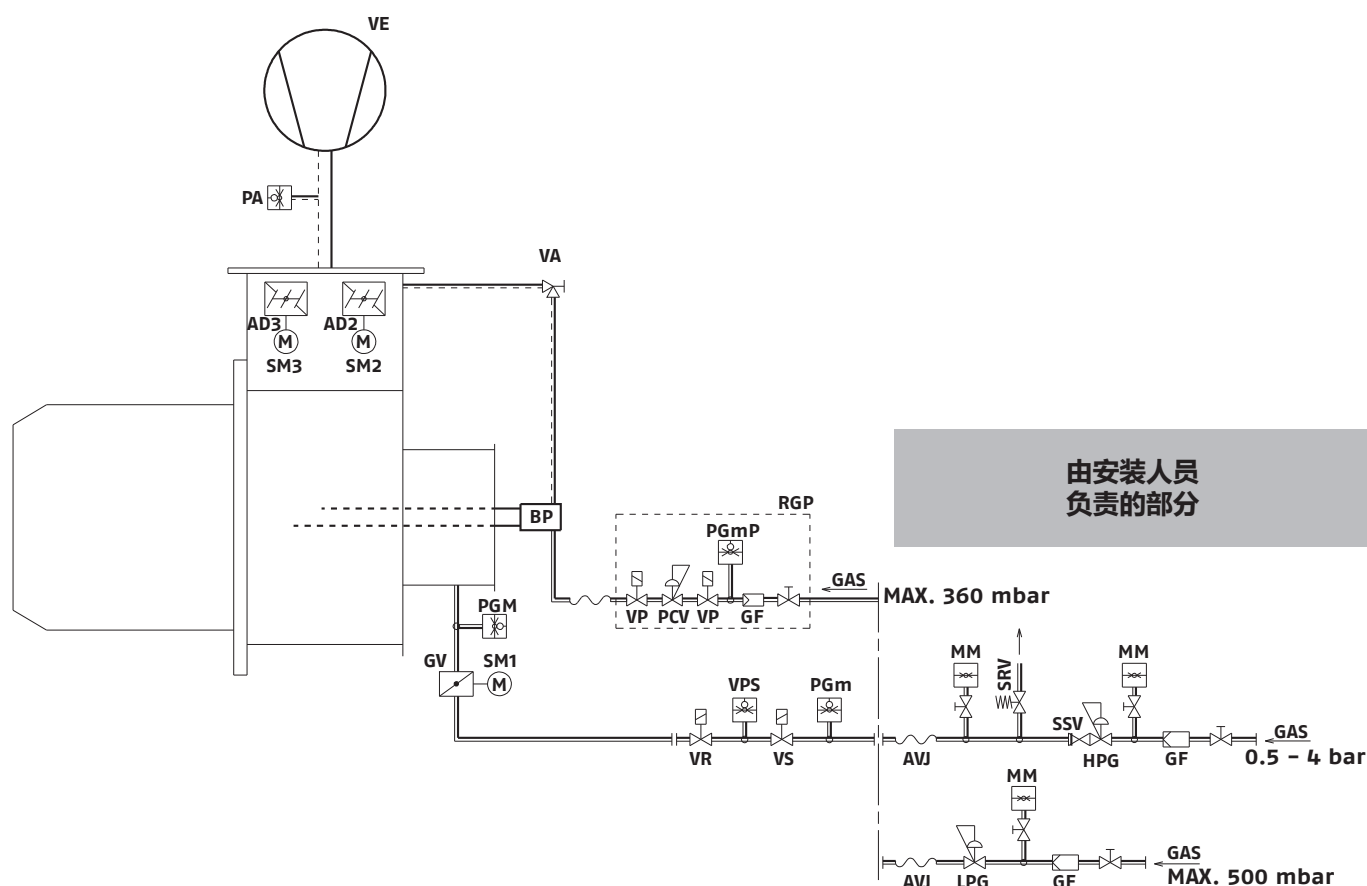 VE
PA
VA
AD3
AD2
M
M
SM3
SM2
由安装人员
负责的部分
BP
RGP
PGmP
GAS
MAX. 360 mbar
VP
PCV
VP
GF
PGM
GV
SM1
M
VPS
PGm
MM
SRV
MM
SSV
GAS
0.5 – 4 bar
VR
VS
AVJ
HPG
GF
MM
GAS
MAX. 500 mbar
AVJ
LPG
GF